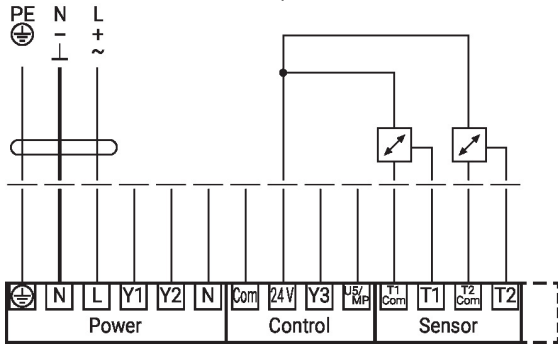 PE N L
− +
⊥ ~
N L Y1 Y2 N Com 24V Y3 U5/MP T1 Com T1 T2 Com T2
Power Control Sensor